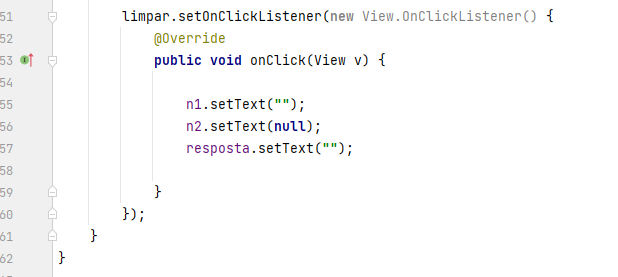 51 limpar.setOnClickListener(new View.OnClickListener() {
52 @Override
53 public void onClick(View v) {
54
55 n1.setText("");
56 n2.setText(null);
57 resposta.setText("");
58
59 }
60 });
61 }
62 }